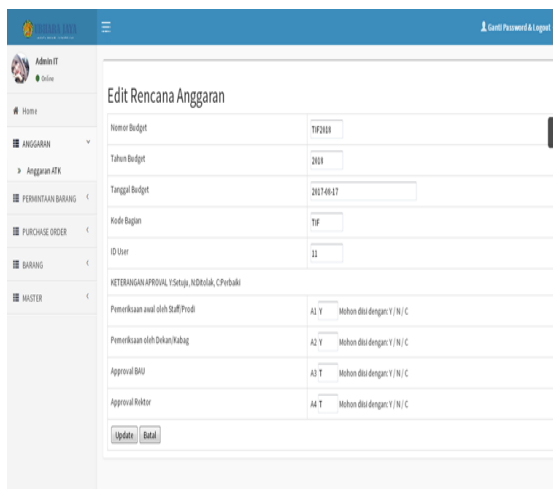 Ganti Password & Logout
Admin IT
Online
Home
ANGGARAN
Anggaran ATK
PERMINTAAN BARANG
PURCHASE ORDER
BARANG
MASTER
Edit Rencana Anggaran
Nomor Budget TIF2018
Tahun Budget 2018
Tanggal Budget
Kode Bagian TIF
ID User 11
KETERANGAN APROVAL Y:Setuju, N:Ditolak, C:Perbaiki
Pemeriksaan awal oleh Staff/Prodi A1 Y Mohon diisi dengan: Y / N / C
Pemeriksaan oleh Dekan/Kabag A2 Y Mohon diisi dengan: Y / N / C
Approval BAU A3 T Mohon diisi dengan: Y / N / C
Approval Rektor A4 T Mohon diisi dengan: Y / N / C
Update Batal